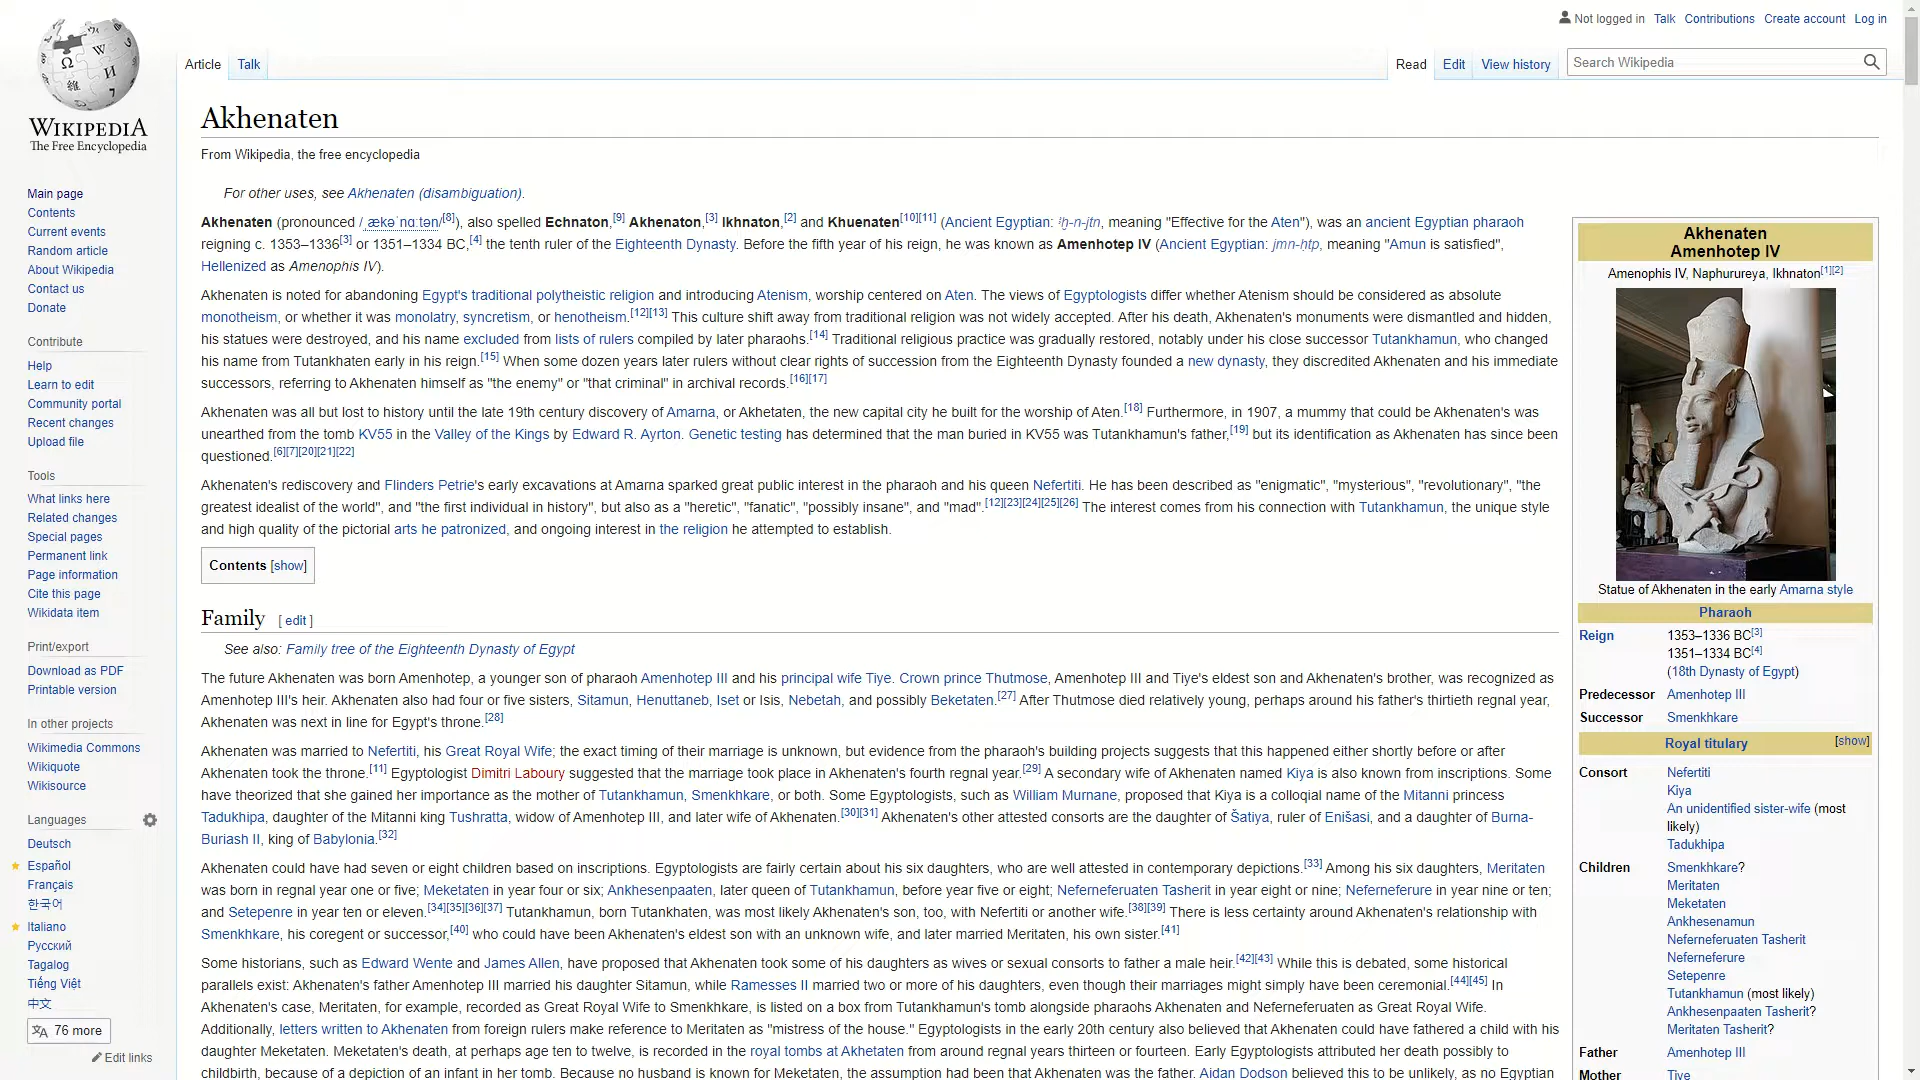 Not logged in Talk Contributions Create account Log in
Article Talk Read Edit View history Search Wikipedia
WIKIPEDIA
The Free Encyclopedia
Main page
Contents
Current events
Random article
About Wikipedia
Contact us
Donate
Contribute
Help
Learn to edit
Community portal
Recent changes
Upload file
Tools
What links here
Related changes
Special pages
Permanent link
Page information
Cite this page
Wikidata item
Print/export
Download as PDF
Printable version
In other projects
Wikimedia Commons
Wikiquote
Wikisource
Languages
Deutsch
Español
Français
한국어
Italiano
Русский
Tagalog
Tiếng Việt
中文
76 more
Edit links
Akhenaten
From Wikipedia, the free encyclopedia
For other uses, see Akhenaten (disambiguation).
Akhenaten (pronounced /ˌækəˈnɑːtən/[8]), also spelled Echnaton,[9] Akhenaton,[3] Ikhnaton,[2] and Khuenaten[10][11] (Ancient Egyptian: ꜣḫ-n-jtn, meaning "Effective for the Aten"), was an ancient Egyptian pharaoh
reigning c. 1353–1336[3] or 1351–1334 BC,[4] the tenth ruler of the Eighteenth Dynasty. Before the fifth year of his reign, he was known as Amenhotep IV (Ancient Egyptian: jmn-ḥtp, meaning "Amun is satisfied",
Hellenized as Amenophis IV).
Akhenaten is noted for abandoning Egypt's traditional polytheistic religion and introducing Atenism, worship centered on Aten. The views of Egyptologists differ whether Atenism should be considered as absolute
monotheism, or whether it was monolatry, syncretism, or henotheism.[12][13] This culture shift away from traditional religion was not widely accepted. After his death, Akhenaten's monuments were dismantled and hidden,
his statues were destroyed, and his name excluded from lists of rulers compiled by later pharaohs.[14] Traditional religious practice was gradually restored, notably under his close successor Tutankhamun, who changed
his name from Tutankhaten early in his reign.[15] When some dozen years later rulers without clear rights of succession from the Eighteenth Dynasty founded a new dynasty, they discredited Akhenaten and his immediate
successors, referring to Akhenaten himself as "the enemy" or "that criminal" in archival records.[16][17]
Akhenaten was all but lost to history until the late 19th century discovery of Amarna, or Akhetaten, the new capital city he built for the worship of Aten.[18] Furthermore, in 1907, a mummy that could be Akhenaten's was
unearthed from the tomb KV55 in the Valley of the Kings by Edward R. Ayrton. Genetic testing has determined that the man buried in KV55 was Tutankhamun's father,[19] but its identification as Akhenaten has since been
questioned.[6][7][20][21][22]
Akhenaten's rediscovery and Flinders Petrie's early excavations at Amarna sparked great public interest in the pharaoh and his queen Nefertiti. He has been described as "enigmatic", "mysterious", "revolutionary", "the
greatest idealist of the world", and "the first individual in history", but also as a "heretic", "fanatic", "possibly insane", and "mad".[12][23][24][25][26] The interest comes from his connection with Tutankhamun, the unique style
and high quality of the pictorial arts he patronized, and ongoing interest in the religion he attempted to establish.
Contents [show]
Family [ edit ]
See also: Family tree of the Eighteenth Dynasty of Egypt
The future Akhenaten was born Amenhotep, a younger son of pharaoh Amenhotep III and his principal wife Tiye. Crown prince Thutmose, Amenhotep III and Tiye's eldest son and Akhenaten's brother, was recognized as
Amenhotep III's heir. Akhenaten also had four or five sisters, Sitamun, Henuttaneb, Iset or Isis, Nebetah, and possibly Beketaten.[27] After Thutmose died relatively young, perhaps around his father's thirtieth regnal year,
Akhenaten was next in line for Egypt's throne.[28]
Akhenaten was married to Nefertiti, his Great Royal Wife; the exact timing of their marriage is unknown, but evidence from the pharaoh's building projects suggests that this happened either shortly before or after
Akhenaten took the throne.[11] Egyptologist Dimitri Laboury suggested that the marriage took place in Akhenaten's fourth regnal year.[29] A secondary wife of Akhenaten named Kiya is also known from inscriptions. Some
have theorized that she gained her importance as the mother of Tutankhamun, Smenkhkare, or both. Some Egyptologists, such as William Murnane, proposed that Kiya is a colloqial name of the Mitanni princess
Tadukhipa, daughter of the Mitanni king Tushratta, widow of Amenhotep III, and later wife of Akhenaten.[30][31] Akhenaten's other attested consorts are the daughter of Šatiya, ruler of Enišasi, and a daughter of Burna-
Buriash II, king of Babylonia.[32]
Akhenaten could have had seven or eight children based on inscriptions. Egyptologists are fairly certain about his six daughters, who are well attested in contemporary depictions.[33] Among his six daughters, Meritaten
was born in regnal year one or five; Meketaten in year four or six; Ankhesenpaaten, later queen of Tutankhamun, before year five or eight; Neferneferuaten Tasherit in year eight or nine; Neferneferure in year nine or ten;
and Setepenre in year ten or eleven.[34][35][36][37] Tutankhamun, born Tutankhaten, was most likely Akhenaten's son, too, with Nefertiti or another wife.[38][39] There is less certainty around Akhenaten's relationship with
Smenkhkare, his coregent or successor,[40] who could have been Akhenaten's eldest son with an unknown wife, and later married Meritaten, his own sister.[41]
Some historians, such as Edward Wente and James Allen, have proposed that Akhenaten took some of his daughters as wives or sexual consorts to father a male heir.[42][43] While this is debated, some historical
parallels exist: Akhenaten's father Amenhotep III married his daughter Sitamun, while Ramesses II married two or more of his daughters, even though their marriages might simply have been ceremonial.[44][45] In
Akhenaten's case, Meritaten, for example, recorded as Great Royal Wife to Smenkhkare, is listed on a box from Tutankhamun's tomb alongside pharaohs Akhenaten and Neferneferuaten as Great Royal Wife.
Additionally, letters written to Akhenaten from foreign rulers make reference to Meritaten as "mistress of the house." Egyptologists in the early 20th century also believed that Akhenaten could have fathered a child with his
daughter Meketaten. Meketaten's death, at perhaps age ten to twelve, is recorded in the royal tombs at Akhetaten from around regnal years thirteen or fourteen. Early Egyptologists attributed her death possibly to
childbirth, because of a depiction of an infant in her tomb. Because no husband is known for Meketaten, the assumption had been that Akhenaten was the father. Aidan Dodson believed this to be unlikely, as no Egyptian
Akhenaten
Amenhotep IV
Amenophis IV, Naphurureya, Ikhnaton[1][2]
Statue of Akhenaten in the early Amarna style
Pharaoh
Reign 1353–1336 BC[3]
1351–1334 BC[4]
(18th Dynasty of Egypt)
Predecessor Amenhotep III
Successor Smenkhkare
Royal titulary [show]
Consort Nefertiti
Kiya
An unidentified sister-wife (most
likely)
Tadukhipa
Children Smenkhkare?
Meritaten
Meketaten
Ankhesenamun
Neferneferuaten Tasherit
Neferneferure
Setepenre
Tutankhamun (most likely)
Ankhesenpaaten Tasherit?
Meritaten Tasherit?
Father Amenhotep III
Mother Tiye